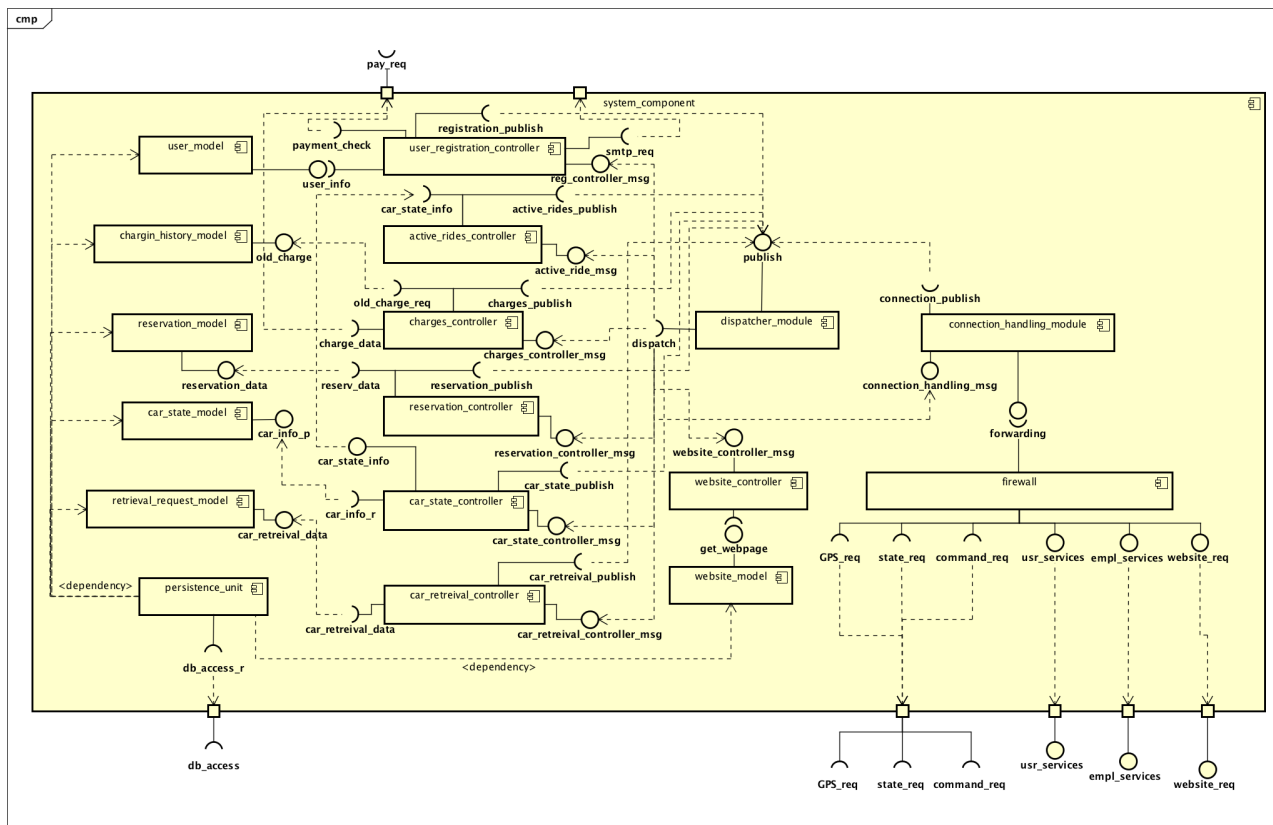 cmp
pay_req
system_component
registration_publish
payment_check
user_model
user_registration_controller
smtp_req
reg_controller_msg
user_info
car_state_info
active_rides_publish
chargin_history_model
active_rides_controller
old_charge
publish
active_ride_msg
connection_publish
old_charge_req
charges_publish
reservation_model
charges_controller
dispatcher_module
connection_handling_module
charge_data
dispatch
charges_controller_msg
reservation_data
reserv_data
reservation_publish
connection_handling_msg
car_state_model
reservation_controller
car_info_p
forwarding
car_state_info
reservation_controller_msg
website_controller_msg
car_state_publish
website_controller
firewall
retrieval_request_model
car_state_controller
car_info_r
car_retreival_data
car_state_controller_msg
get_webpage
GPS_req
state_req
command_req
usr_services
empl_services
website_req
car_retreival_publish
<dependency>
persistence_unit
car_retreival_controller
website_model
car_retreival_data
car_retreival_controller_msg
db_access_r
<dependency>
db_access
GPS_req
state_req
command_req
usr_services
empl_services
website_req